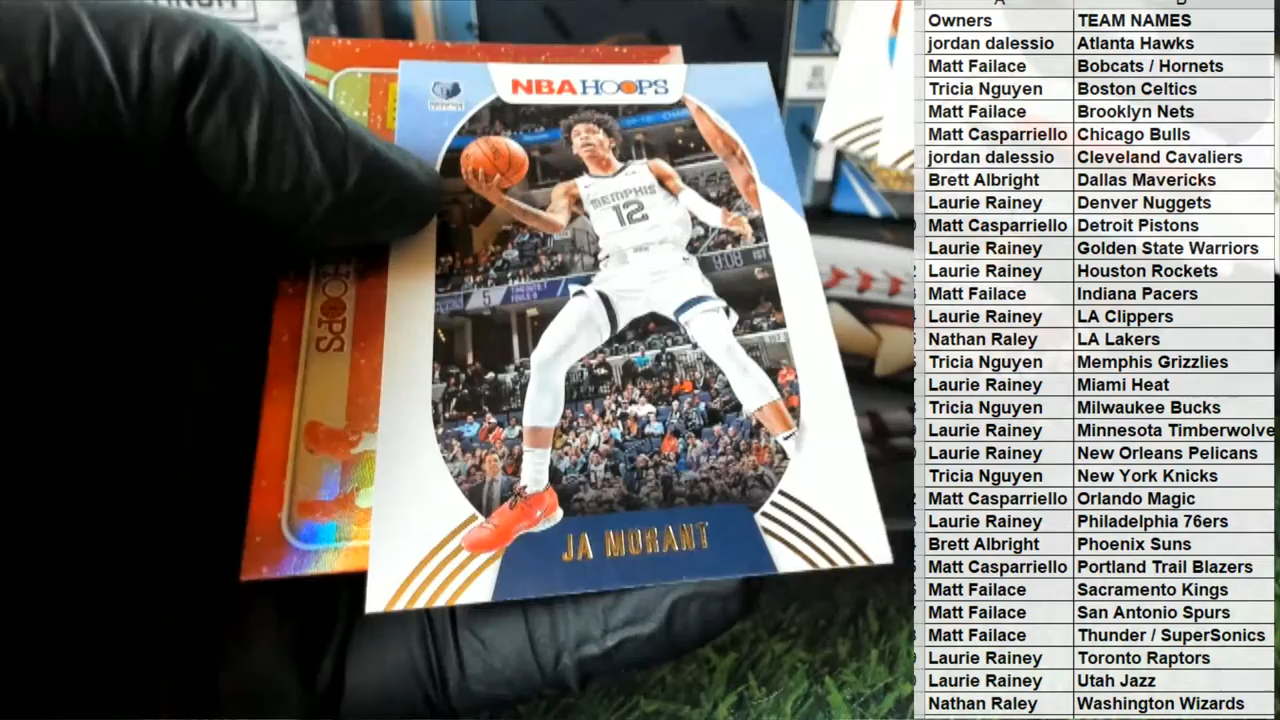 NBA HOOPS
MEMPHIS
12
9:08 1ST
5
JA MORANT
HOOPS
Owners TEAM NAMES
jordan dalessio Atlanta Hawks
Matt Failace Bobcats / Hornets
Tricia Nguyen Boston Celtics
Matt Failace Brooklyn Nets
Matt Casparriello Chicago Bulls
jordan dalessio Cleveland Cavaliers
Brett Albright Dallas Mavericks
Laurie Rainey Denver Nuggets
Matt Casparriello Detroit Pistons
Laurie Rainey Golden State Warriors
Laurie Rainey Houston Rockets
Matt Failace Indiana Pacers
Laurie Rainey LA Clippers
Nathan Raley LA Lakers
Tricia Nguyen Memphis Grizzlies
Laurie Rainey Miami Heat
Tricia Nguyen Milwaukee Bucks
Laurie Rainey Minnesota Timberwolve
Laurie Rainey New Orleans Pelicans
Tricia Nguyen New York Knicks
Matt Casparriello Orlando Magic
Laurie Rainey Philadelphia 76ers
Brett Albright Phoenix Suns
Matt Casparriello Portland Trail Blazers
Matt Failace Sacramento Kings
Matt Failace San Antonio Spurs
Matt Failace Thunder / SuperSonics
Laurie Rainey Toronto Raptors
Laurie Rainey Utah Jazz
Nathan Raley Washington Wizards